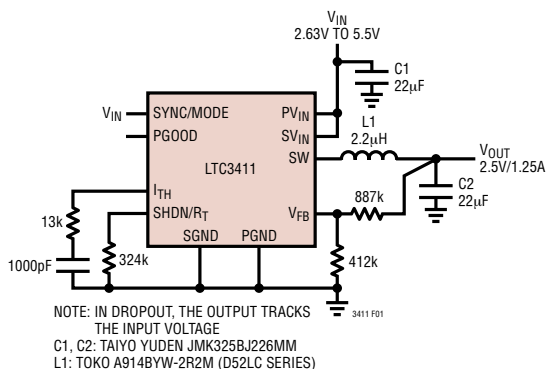 VIN
2.63V TO 5.5V
C1
22µF
VIN
SYNC/MODE
PVIN
PGOOD
SVIN
L1
2.2µH
LTC3411
SW
VOUT
2.5V/1.25A
ITH
13k
SHDN/RT
VFB
887k
C2
22µF
SGND
PGND
1000pF
324k
412k
3411 F01
NOTE: IN DROPOUT, THE OUTPUT TRACKS
THE INPUT VOLTAGE
C1, C2: TAIYO YUDEN JMK325BJ226MM
L1: TOKO A914BYW-2R2M (D52LC SERIES)